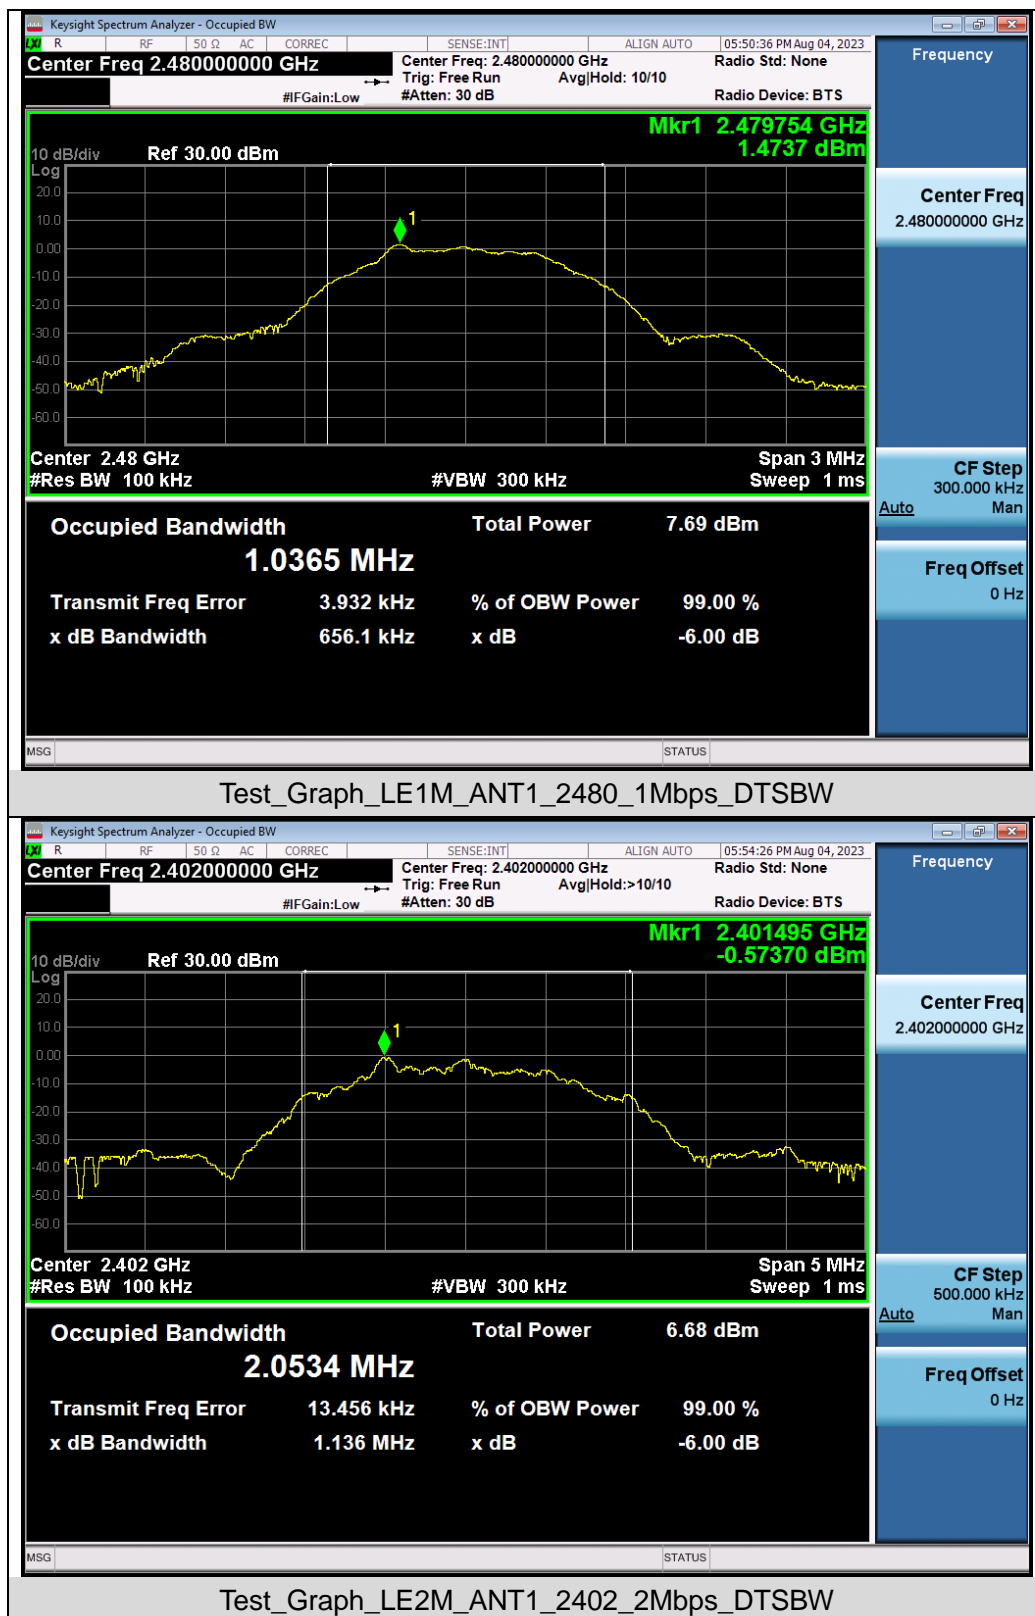 Keysight Spectrum Analyzer - Occupied BW
LXI R RF 50 Ω AC CORREC SENSE:INT ALIGN AUTO 05:50:36 PM Aug 04, 2023
Center Freq 2.480000000 GHz
Center Freq: 2.480000000 GHz
Radio Std: None
Trig: Free Run Avg|Hold: 10/10
#IFGain:Low
#Atten: 30 dB
Radio Device: BTS
Mkr1 2.479754 GHz
1.4737 dBm
10 dB/div Ref 30.00 dBm
Log
20.0
10.0
0.00
-10.0
-20.0
-30.0
-40.0
-50.0
-60.0
1
Center 2.48 GHz
Span 3 MHz
#Res BW 100 kHz
#VBW 300 kHz
Sweep 1 ms
Occupied Bandwidth
Total Power 7.69 dBm
1.0365 MHz
Transmit Freq Error 3.932 kHz
% of OBW Power 99.00 %
x dB Bandwidth 656.1 kHz
x dB -6.00 dB
MSG
STATUS
Frequency
Center Freq
2.480000000 GHz
CF Step
300.000 kHz
Auto Man
Freq Offset
0 Hz
Test_Graph_LE1M_ANT1_2480_1Mbps_DTSBW
Keysight Spectrum Analyzer - Occupied BW
LXI R RF 50 Ω AC CORREC SENSE:INT ALIGN AUTO 05:54:26 PM Aug 04, 2023
Center Freq 2.402000000 GHz
Center Freq: 2.402000000 GHz
Radio Std: None
Trig: Free Run Avg|Hold:>10/10
#IFGain:Low
#Atten: 30 dB
Radio Device: BTS
Mkr1 2.401495 GHz
-0.57370 dBm
10 dB/div Ref 30.00 dBm
Log
20.0
10.0
0.00
-10.0
-20.0
-30.0
-40.0
-50.0
-60.0
1
Center 2.402 GHz
Span 5 MHz
#Res BW 100 kHz
#VBW 300 kHz
Sweep 1 ms
Occupied Bandwidth
Total Power 6.68 dBm
2.0534 MHz
Transmit Freq Error 13.456 kHz
% of OBW Power 99.00 %
x dB Bandwidth 1.136 MHz
x dB -6.00 dB
MSG
STATUS
Frequency
Center Freq
2.402000000 GHz
CF Step
500.000 kHz
Auto Man
Freq Offset
0 Hz
Test_Graph_LE2M_ANT1_2402_2Mbps_DTSBW